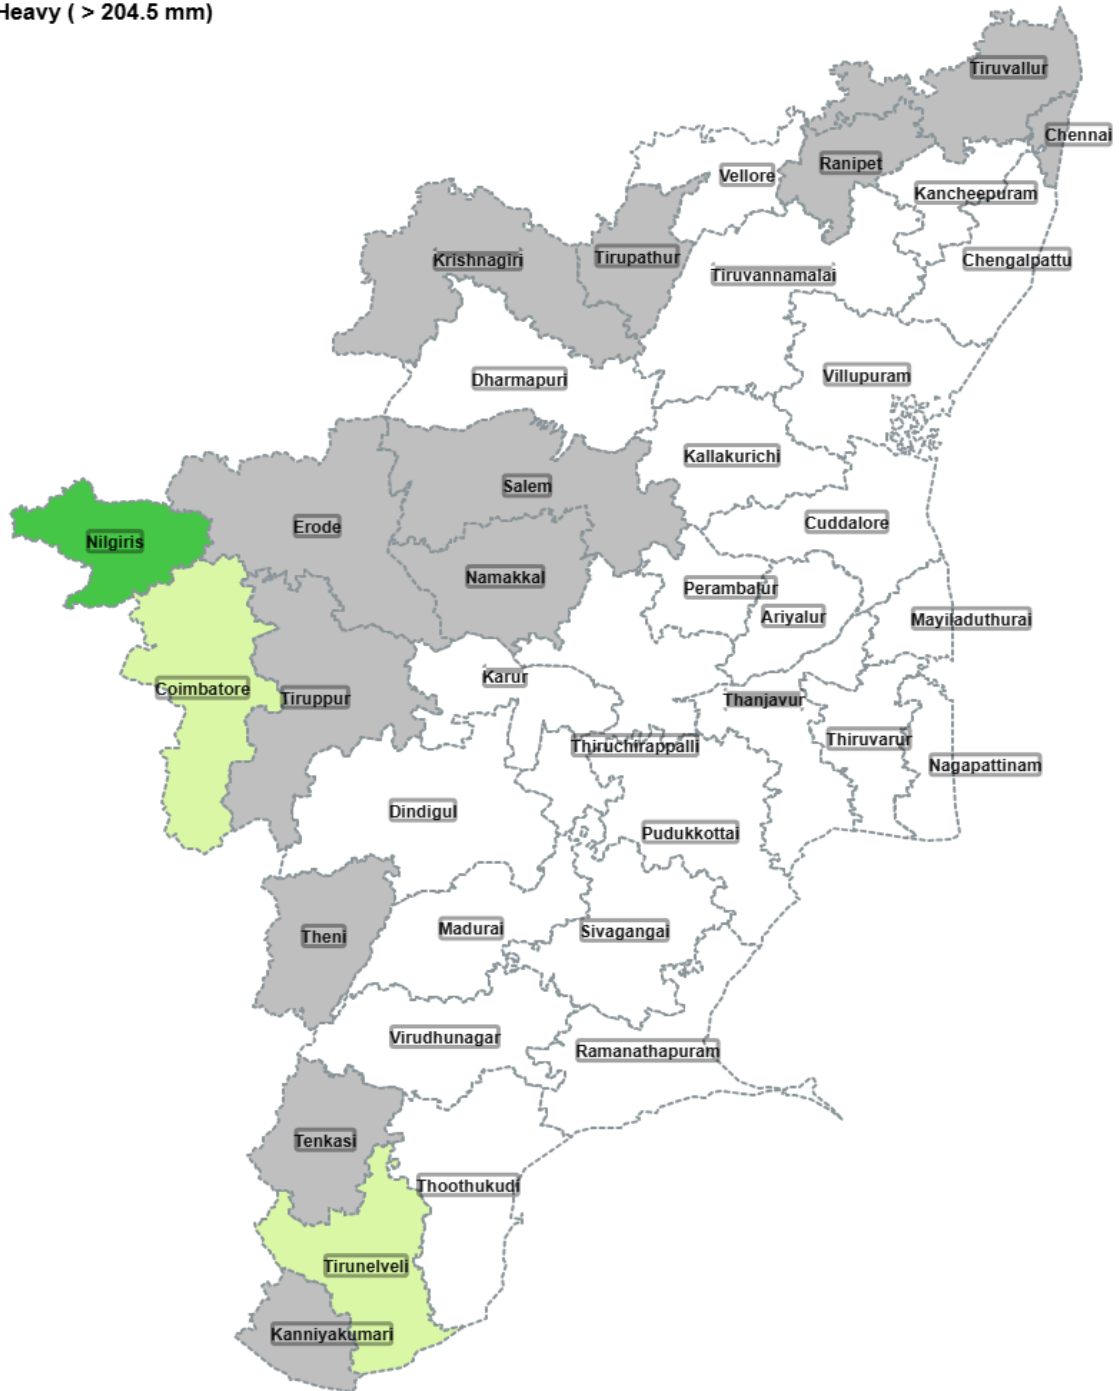 Heavy ( > 204.5 mm)
Tiruvallur
Chennai
Ranipet
Vellore
Kancheepuram
Krishnagiri
Tirupathur
Chengalpattu
Tiruvannamalai
Dharmapuri
Villupuram
Kallakurichi
Salem
Cuddalore
Erode
Nilgiris
Namakkal
Perambalur
Ariyalur
Mayiladuthurai
Karur
Coimbatore
Tiruppur
Thanjavur
Thiruvarur
Thiruchirappalli
Nagapattinam
Dindigul
Pudukkottai
Madurai
Sivagangai
Theni
Virudhunagar
Ramanathapuram
Tenkasi
Thoothukudi
Tirunelveli
Kanniyakumari